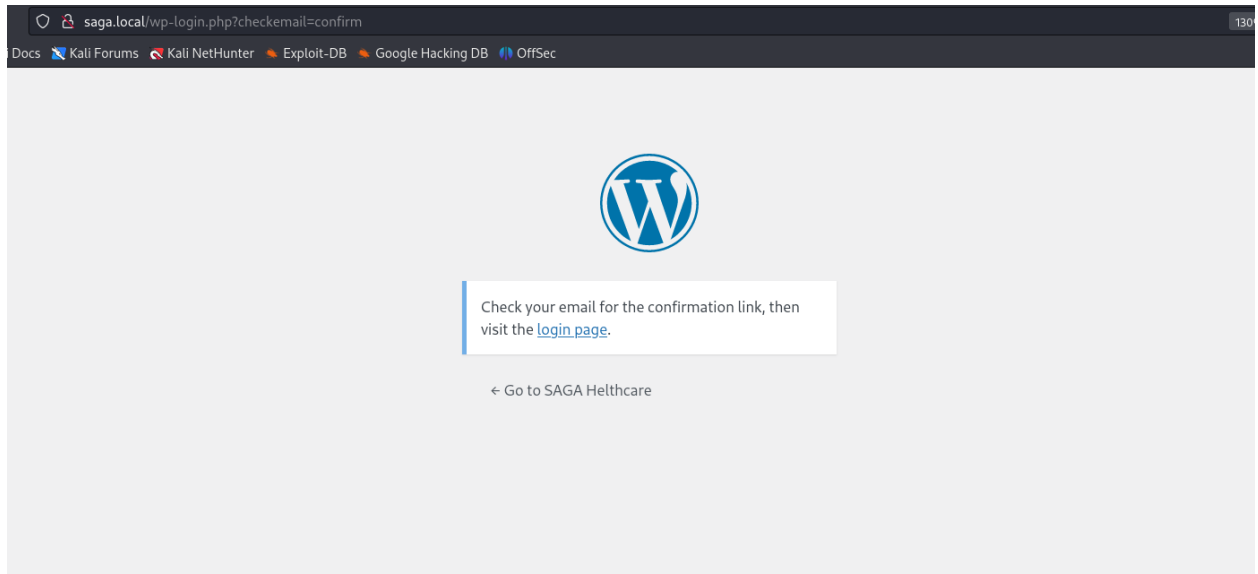 saga.local/wp-login.php?checkemail=confirm
Docs Kali Forums Kali NetHunter Exploit-DB Google Hacking DB OffSec
Check your email for the confirmation link, then
visit the login page.
← Go to SAGA Helthcare